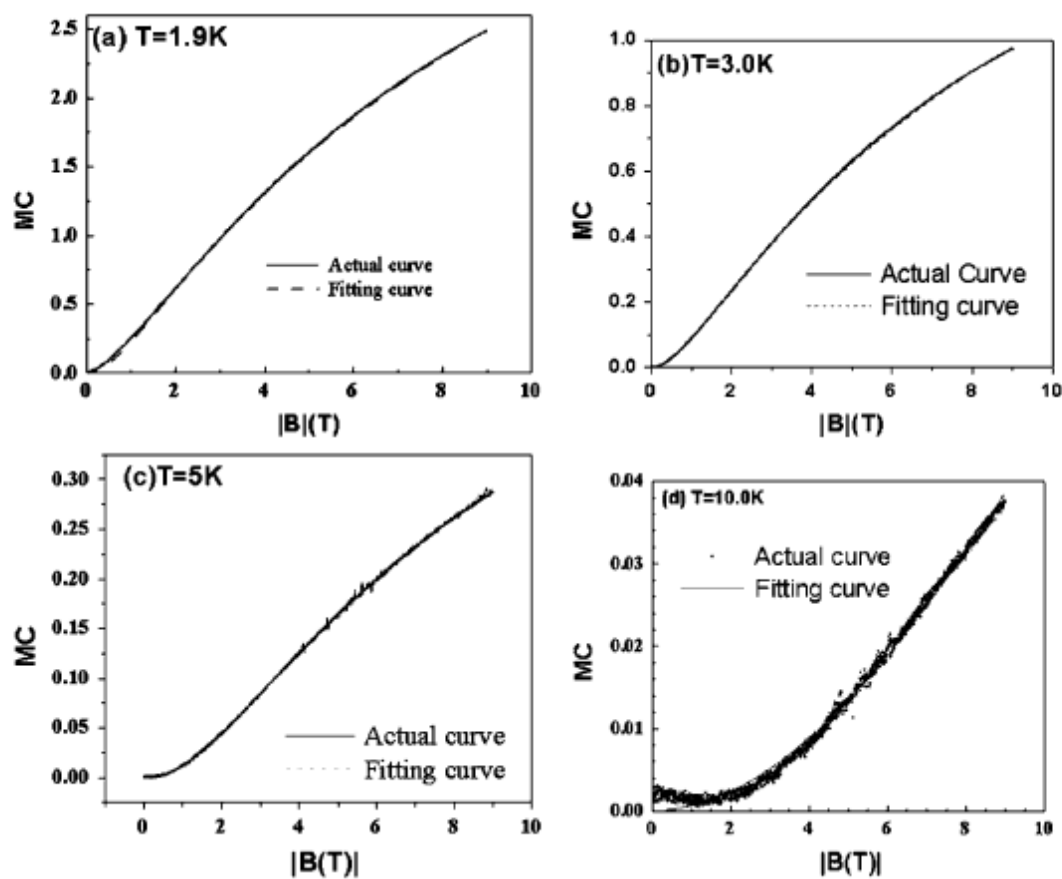 (a) T=1.9K
2.5
2.0
1.5
1.0
0.5
0.0
MC
Actual curve
Fitting curve
0 2 4 6 8 10
|B|(T)
(b)T=3.0K
1.0
0.8
0.6
0.4
0.2
0.0
MC
Actual Curve
Fitting curve
0 1 2 3 4 5 6 7 8 9 10
|B|(T)
(c)T=5K
0.30
0.25
0.20
0.15
0.10
0.05
0.00
MC
Actual curve
Fitting curve
0 2 4 6 8 10
|B(T)|
(d) T=10.0K
0.04
0.03
0.02
0.01
0.00
MC
Actual curve
Fitting curve
0 2 4 6 8 10
|B(T)|